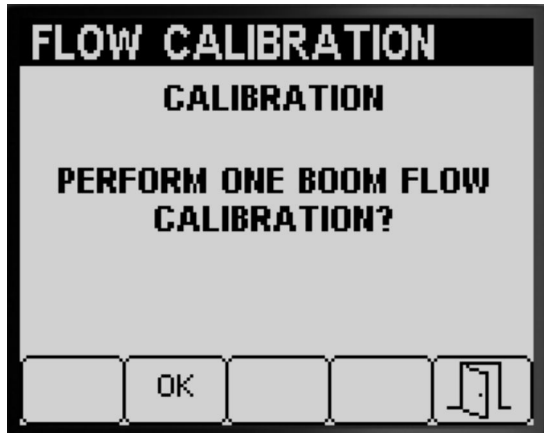 FLOW CALIBRATION
CALIBRATION
PERFORM ONE BOOM FLOW
CALIBRATION?
OK